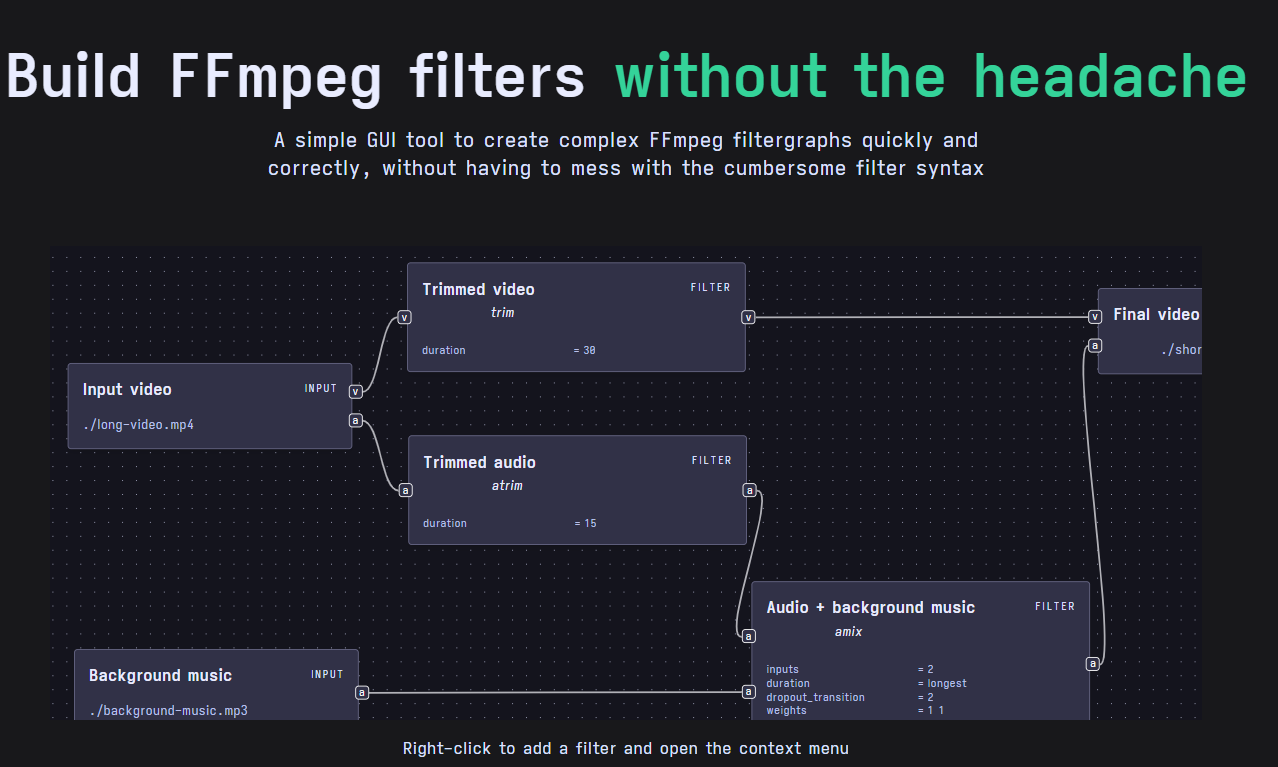 Build FFmpeg filters without the headache
A simple GUI tool to create complex FFmpeg filtergraphs quickly and
correctly, without having to mess with the cumbersome filter syntax
Trimmed video FILTER
trim
v
v
duration = 30
v
Final video
a
./shor
Input video INPUT
v
./long-video.mp4
a
Trimmed audio FILTER
atrim
a
a
duration = 15
Audio + background music FILTER
amix
a
a
inputs = 2
duration = longest
dropout_transition = 2
weights = 1 1
a
Background music INPUT
a
./background-music.mp3
Right-click to add a filter and open the context menu